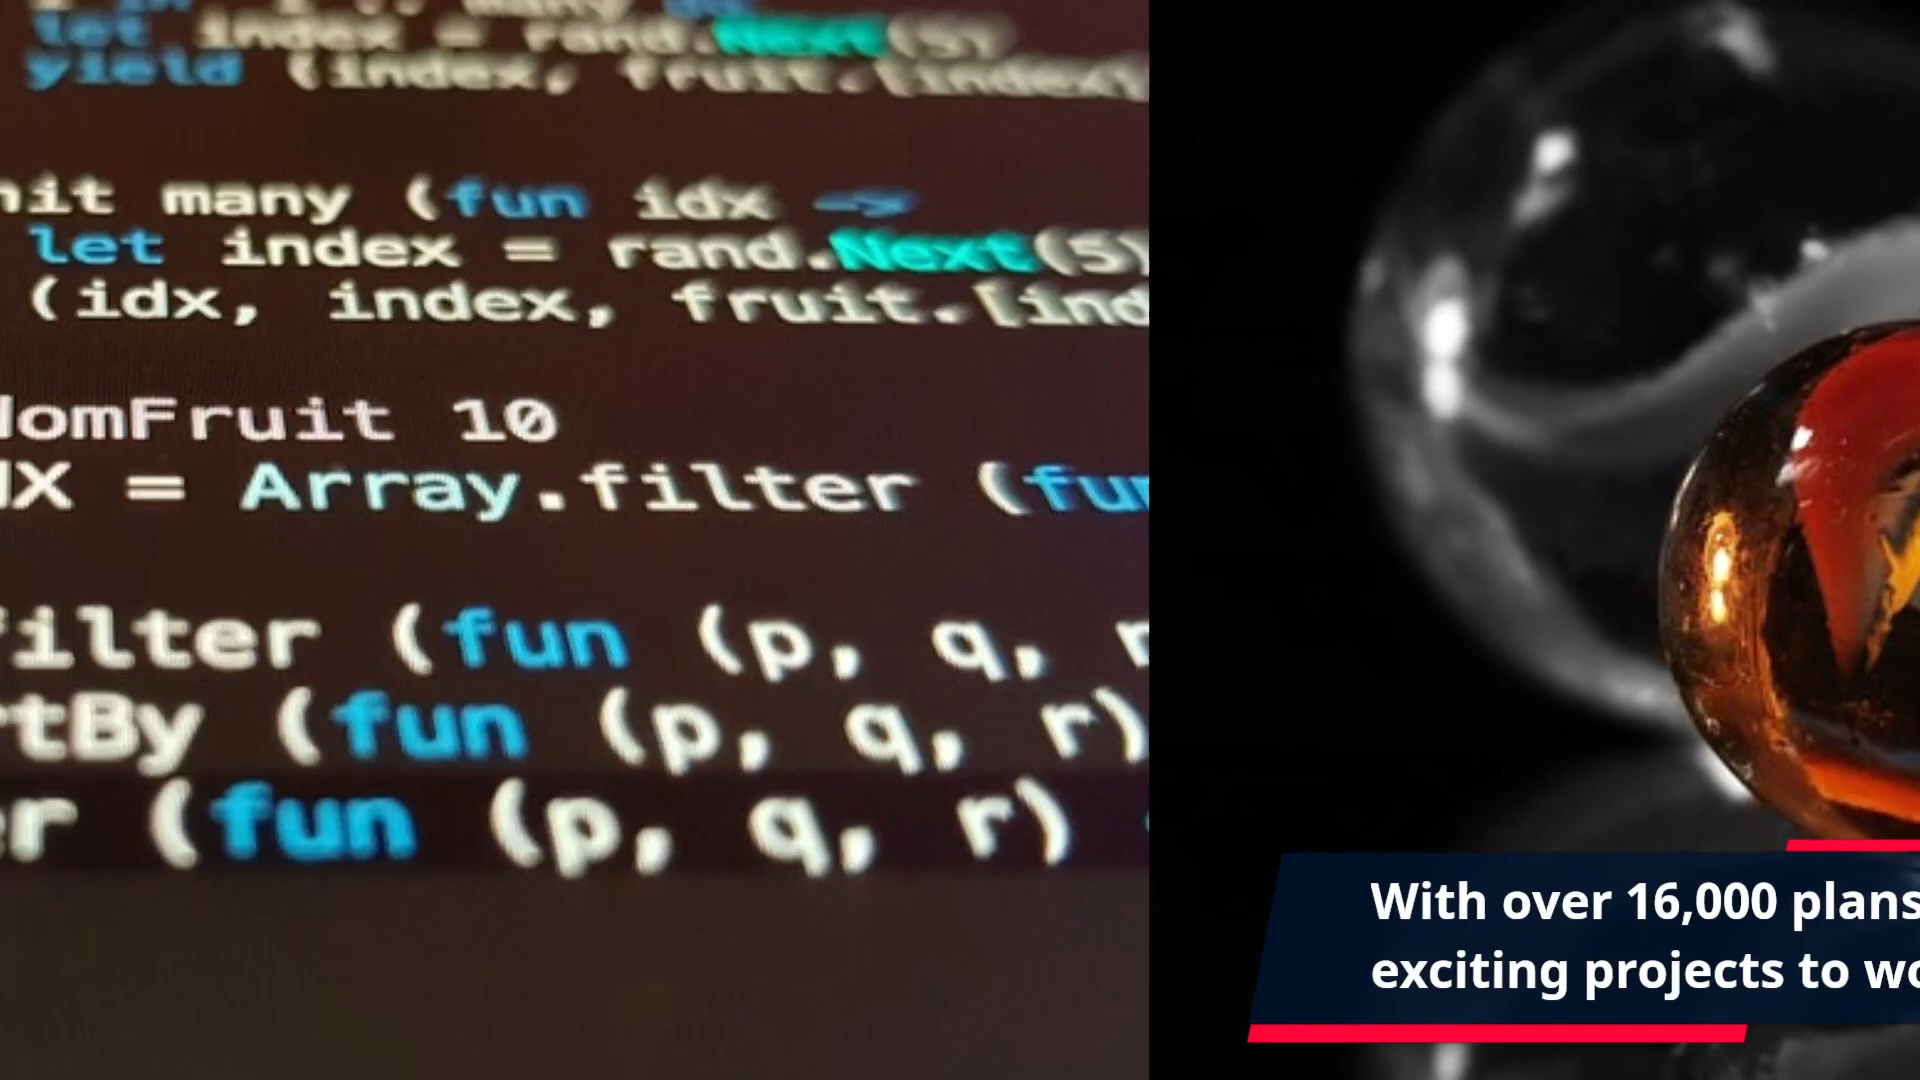 let index = rand.Next(5)
yield (index, fruit.[index]
nit many (fun idx ->
let index = rand.Next(5)
(idx, index, fruit.[ind
domFruit 10
X = Array.filter (fun
filter (fun (p, q, r
rtBy (fun (p, q, r)
er (fun (p, q, r)
With over 16,000 plans
exciting projects to wo